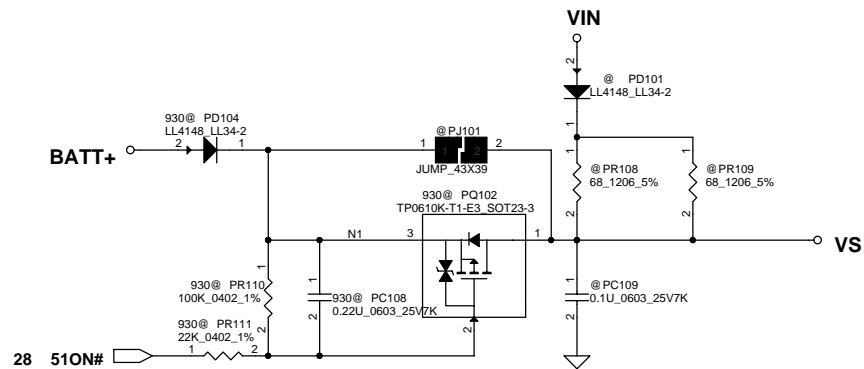 VIN
2
@ PD101
LL4148_LL34-2
1
930@ PD104
LL4148_LL34-2
BATT+
2
1
@PJ101
1
1
2
2
JUMP_43X39
1
@PR108
68_1206_5%
2
1
@PR109
68_1206_5%
2
930@ PQ102
TP0610K-T1-E3_SOT23-3
N1
3
1
VS
2
1
930@ PR110
100K_0402_1%
2
1
930@ PC108
0.22U_0603_25V7K
2
1
@PC109
0.1U_0603_25V7K
2
930@ PR111
22K_0402_1%
28 51ON#
1
2